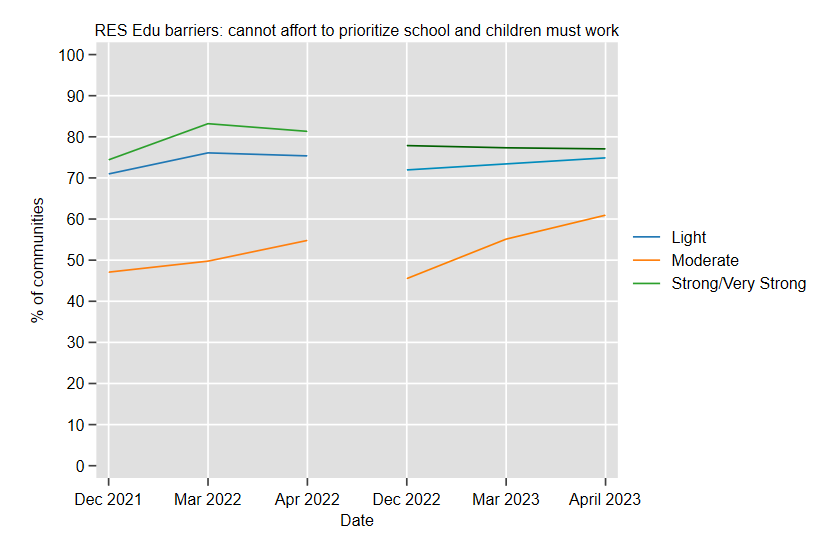 RES Edu barriers: cannot affort to prioritize school and children must work
100
90
80
70
60
50
40
30
20
10
0
% of communities
Dec 2021 Mar 2022 Apr 2022 Dec 2022 Mar 2023 April 2023
Date
Light
Moderate
Strong/Very Strong